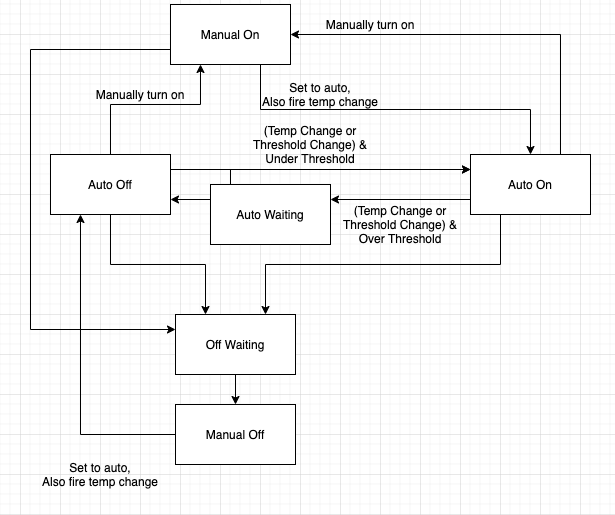 Manual On
Manually turn on
Manually turn on
Set to auto,
Also fire temp change
(Temp Change or
Threshold Change) &
Under Threshold
Auto Off
Auto On
Auto Waiting
(Temp Change or
Threshold Change) &
Over Threshold
Off Waiting
Manual Off
Set to auto,
Also fire temp change